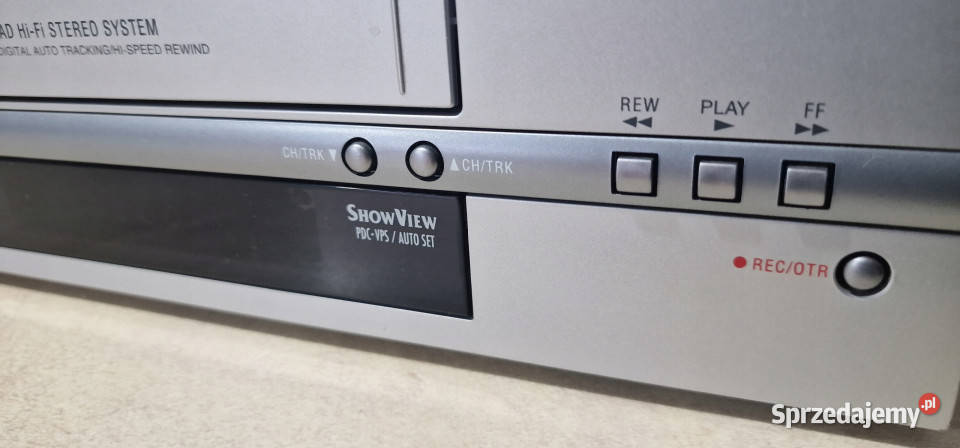 AD Hi-Fi STEREO SYSTEM
DIGITAL AUTO TRACKING/HI-SPEED REWIND
REW PLAY FF
CH/TRK ▼ ▲ CH/TRK
SHOWVIEW
PDC-VPS / AUTO SET
● REC/OTR
Sprzedajemy.pl